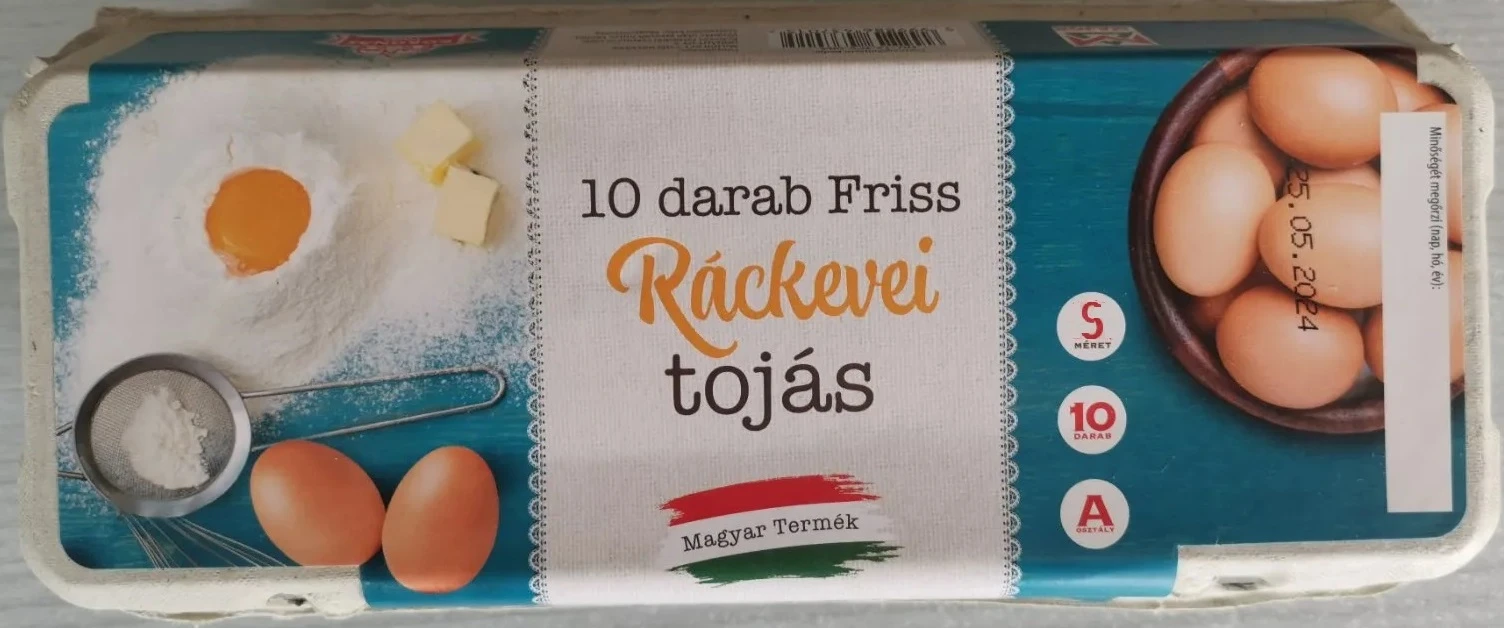 10 darab Friss
Ráckevei
tojás
Magyar Termék
S
MÉRET
10
DARAB
A
OSZTÁLY
25.05.2024
Minőségét megőrzi (nap, hó, év):